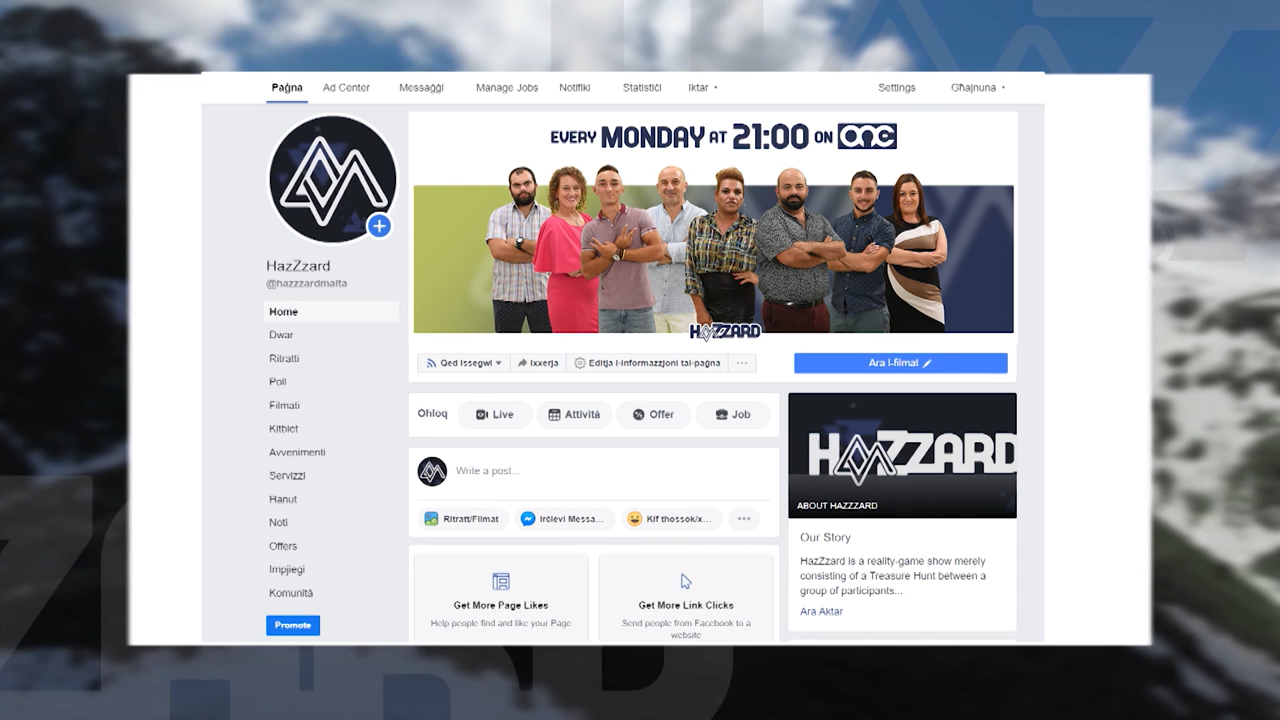 Paġna
Ad Center
Messaġġi
Manage Jobs
Notifiki
Statistiċi
Iktar
Settings
Għajnuna
EVERY MONDAY AT 21:00 ON ONE
HAZZZARD
HazZzard
@hazzzardmalta
Home
Dwar
Ritratti
Poll
Filmati
Kitbiet
Avvenimenti
Servizzi
Ħanut
Noti
Offers
Impjiegi
Komunità
Promote
Qed Issegwi
Ixxerja
Editja l-informazzjoni tal-paġna
...
Ara l-filmat
Oħloq
Live
Attività
Offer
Job
Write a post...
Ritratt/Filmat
Irċievi Messa...
Kif tħossok/x...
Get More Page Likes
Help people find and like your Page
Get More Link Clicks
Send people from Facebook to a
website
HAZZZARD
ABOUT HAZZZARD
Our Story
HazZzard is a reality-game show merely
consisting of a Treasure Hunt between a
group of participants...
Ara Aktar